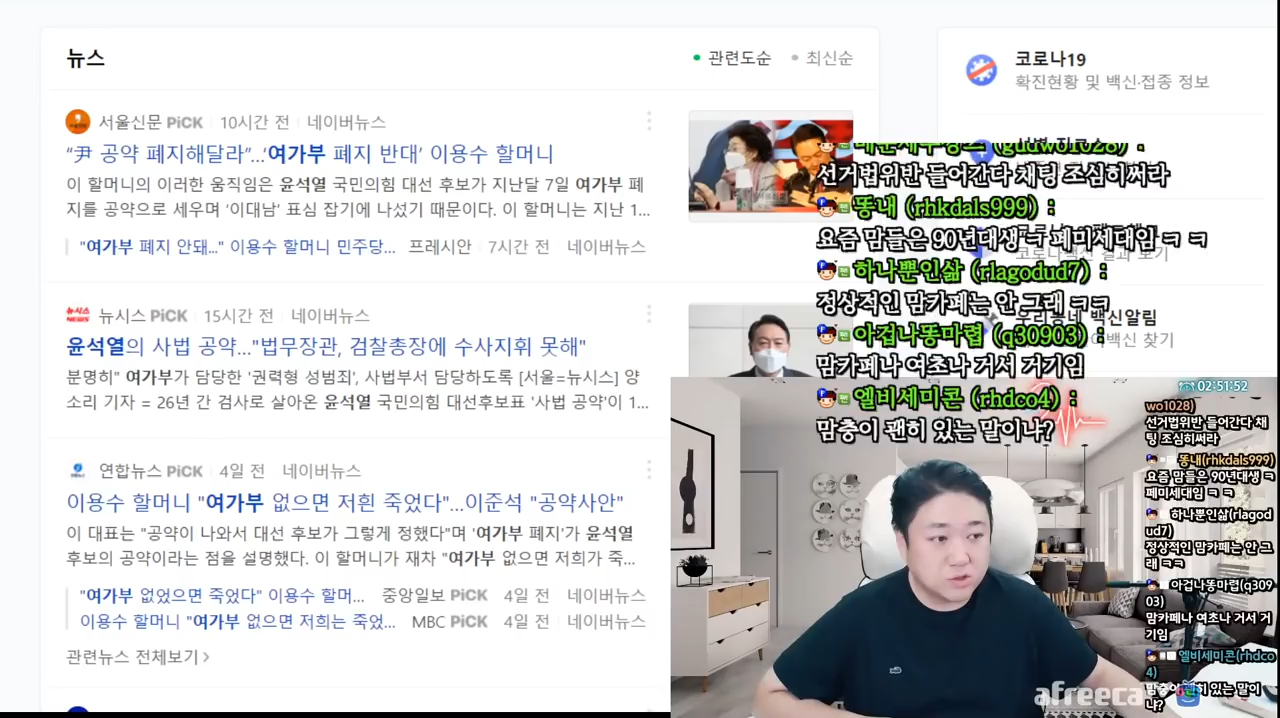 뉴스
관련도순
최신순
서울신문 PiCK 10시간 전 네이버뉴스
“尹 공약 폐지해달라”…‘여가부 폐지 반대’ 이용수 할머니
이 할머니의 이러한 움직임은 윤석열 국민의힘 대선 후보가 지난달 7일 여가부 폐
지를 공약으로 세우며 ‘이대남’ 표심 잡기에 나섰기 때문이다. 이 할머니는 지난 1...
"여가부 폐지 안돼..." 이용수 할머니 민주당... 프레시안 7시간 전 네이버뉴스
뉴시스 PiCK 15시간 전 네이버뉴스
윤석열의 사법 공약..."법무장관, 검찰총장에 수사지휘 못해"
분명히" 여가부가 담당한 '권력형 성범죄', 사법부서 담당하도록 [서울=뉴시스] 양
소리 기자 = 26년 간 검사로 살아온 윤석열 국민의힘 대선후보표 '사법 공약'이 1...
연합뉴스 PiCK 4일 전 네이버뉴스
이용수 할머니 "여가부 없으면 저흰 죽었다"...이준석 "공약사안"
이 대표는 "공약이 나와서 대선 후보가 그렇게 정했다"며 '여가부 폐지'가 윤석열
후보의 공약이라는 점을 설명했다. 이 할머니가 재차 "여가부 없으면 저희가 죽...
"여가부 없었으면 죽었다" 이용수 할머... 중앙일보 PiCK 4일 전 네이버뉴스
이용수 할머니 "여가부 없으면 저희는 죽었... MBC PiCK 4일 전 네이버뉴스
관련뉴스 전체보기
코로나19
확진현황 및 백신·접종 정보
선거법위반 들어간다 채팅 조심히써라
똥내 (rhkdals999) :
요즘 맘들은 90년대생ㅋ 페미세대임 ㅋ ㅋ
하나뿐인삶 (rlagodud7) :
정상적인 맘카페는 안 그래 ㅋㅋ
아겁나똥마렵 (q30903) :
맘카페나 여초나 거서 거기임
엘비세미콘 (rhdco4) :
맘충이 괜히 있는 말이냐?
02:51:52
wo1028)
선거법위반 들어간다 채
팅 조심히써라
똥내(rhkdals999)
요즘 맘들은 90년대생ㅋ
페미세대임 ㅋ ㅋ
하나뿐인삶(rlagod
ud7)
정상적인 맘카페는 안 그
래 ㅋㅋ
아겁나똥마렵(q309
03)
맘카페나 여초나 거서 거
기임
엘비세미콘(rhdco
4)
맘충이 괜히 있는 말이
냐?
afreeca